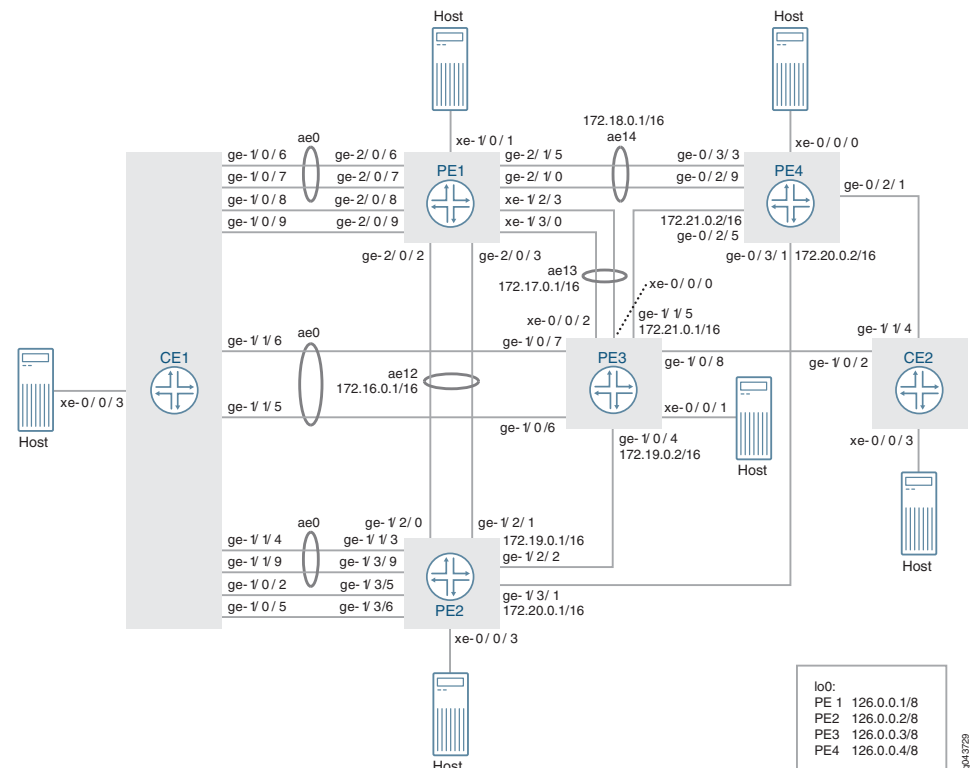 Host
Host
172.18.0.1/16
ae14
ae0
xe-1/0/1
xe-0/0/0
ge-1/0/6
ge-2/0/6
ge-2/1/5
ge-0/3/3
ge-1/0/7
ge-2/0/7
PE1
ge-2/1/0
ge-0/2/9
PE4
ge-0/2/1
ge-1/0/8
ge-2/0/8
xe-1/2/3
ge-1/0/9
ge-2/0/9
xe-1/3/0
172.21.0.2/16
ge-0/2/5
ge-2/0/2
ge-2/0/3
ge-0/3/1
172.20.0.2/16
ae13
172.17.0.1/16
xe-0/0/0
xe-0/0/2
ge-1/1/5
172.21.0.1/16
ge-1/1/6
ae0
ge-1/0/7
ge-1/1/4
CE1
PE3
ge-1/0/8
ge-1/0/2
CE2
ae12
172.16.0.1/16
xe-0/0/3
Host
ge-1/1/5
ge-1/0/6
xe-0/0/1
ge-1/0/4
172.19.0.2/16
xe-0/0/3
Host
ae0
ge-1/2/0
ge-1/2/1
ge-1/1/4
ge-1/1/3
172.19.0.1/16
ge-1/1/9
ge-1/3/9
ge-1/2/2
Host
ge-1/0/2
ge-1/3/5
ge-1/0/5
ge-1/3/6
PE2
ge-1/3/1
172.20.0.1/16
xe-0/0/3
lo0:
PE 1 126.0.0.1/8
PE2 126.0.0.2/8
PE3 126.0.0.3/8
PE4 126.0.0.4/8
g043729
Host